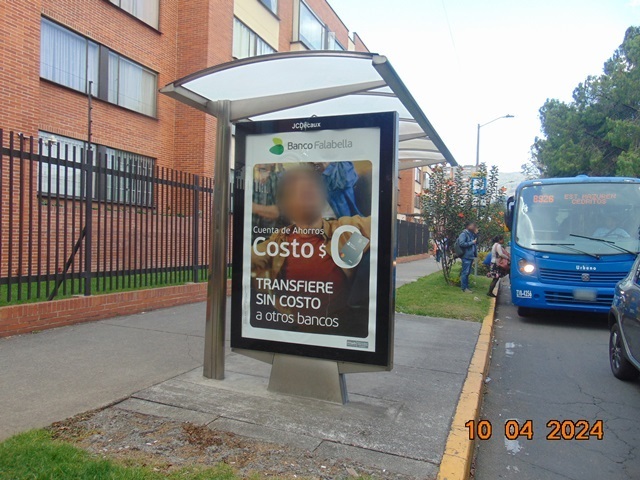 JCDecaux
Banco Falabella
Cuenta de Ahorros
Costo $0
TRANSFIERE
SIN COSTO
a otros bancos
Urbano
10 04 2024